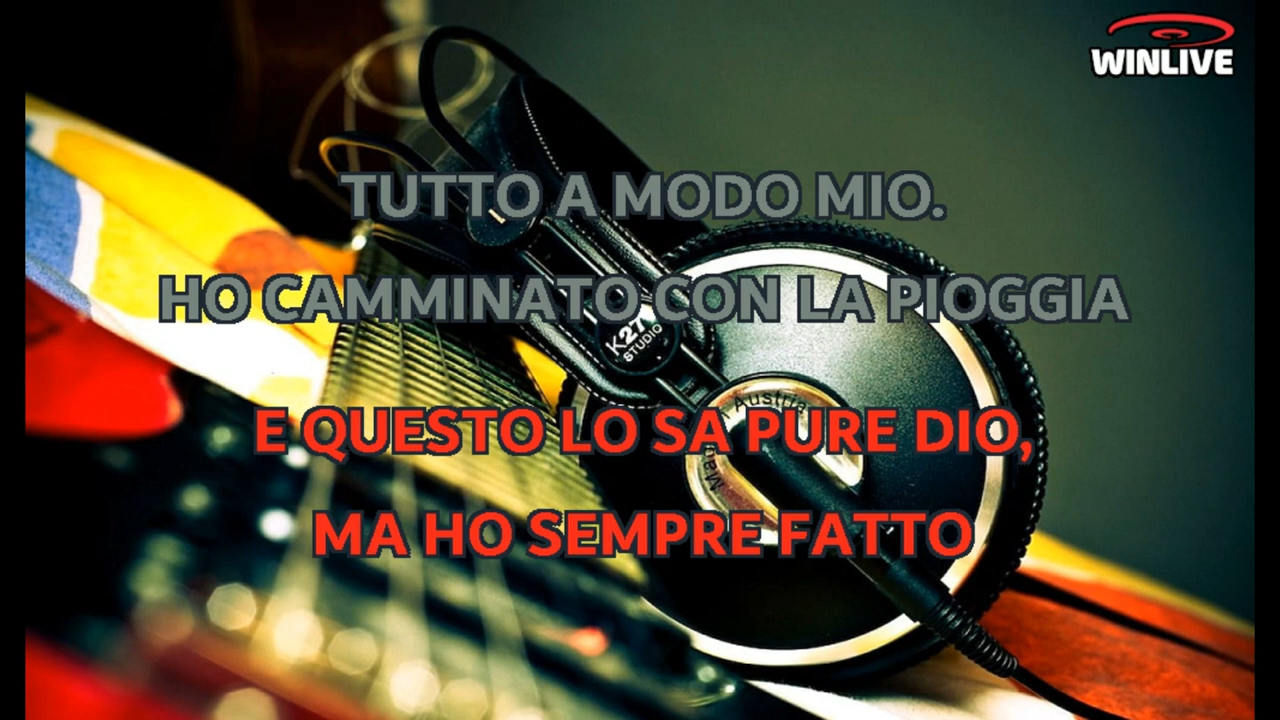 WINLIVE
TUTTO A MODO MIO.
HO CAMMINATO CON LA PIOGGIA
K27
STUDIO
Austria
E QUESTO LO SA PURE DIO,
MA HO SEMPRE FATTO